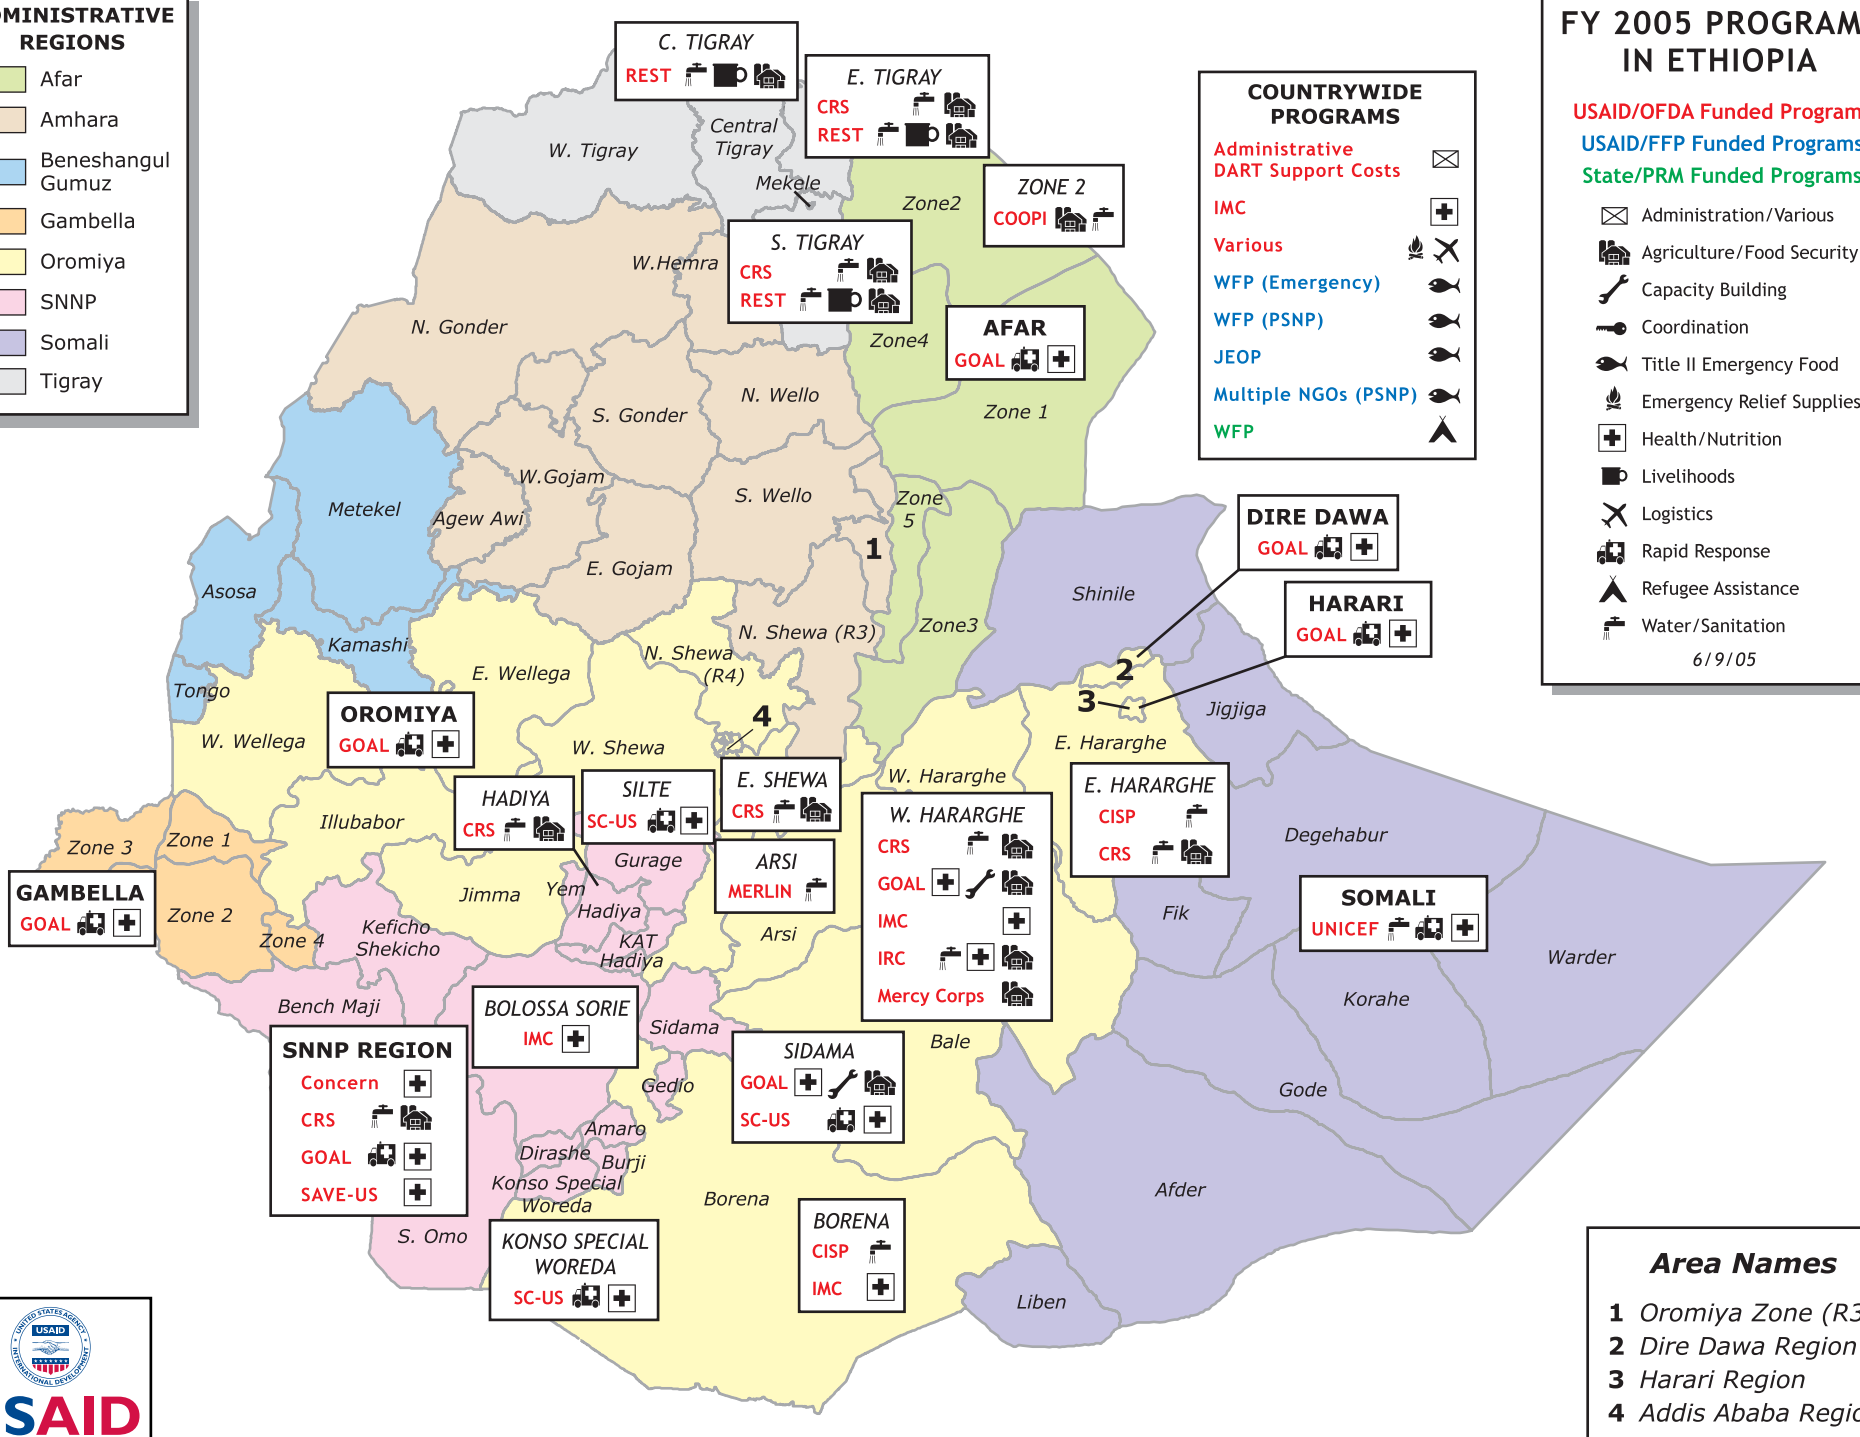 MINISTRATIVE
REGIONS
Afar
Amhara
Beneshangul
Gumuz
Gambella
Oromiya
SNNP
Somali
Tigray
FY 2005 PROGRAM
IN ETHIOPIA
USAID/OFDA Funded Program
USAID/FFP Funded Programs
State/PRM Funded Programs
Administration/Various
Agriculture/Food Security
Capacity Building
Coordination
Title II Emergency Food
Emergency Relief Supplies
Health/Nutrition
Livelihoods
Logistics
Rapid Response
Refugee Assistance
Water/Sanitation
6/9/05
COUNTRYWIDE
PROGRAMS
Administrative
DART Support Costs
IMC
Various
WFP (Emergency)
WFP (PSNP)
JEOP
Multiple NGOs (PSNP)
WFP
C. TIGRAY
REST
E. TIGRAY
CRS
REST
ZONE 2
COOPI
S. TIGRAY
CRS
REST
AFAR
GOAL
DIRE DAWA
GOAL
HARARI
GOAL
OROMIYA
GOAL
HADIYA
CRS
SILTE
SC-US
E. SHEWA
CRS
ARSI
MERLIN
W. HARARGHE
CRS
GOAL
IMC
IRC
Mercy Corps
E. HARARGHE
CISP
CRS
SOMALI
UNICEF
GAMBELLA
GOAL
BOLOSSA SORIE
IMC
SNNP REGION
Concern
CRS
GOAL
SAVE-US
SIDAMA
GOAL
SC-US
KONSO SPECIAL
WOREDA
SC-US
BORENA
CISP
IMC
W. Tigray
Central
Tigray
Mekele
Zone2
W.Hemra
N. Gonder
Zone4
Zone 1
N. Wello
S. Gonder
W.Gojam
S. Wello
Zone
5
Metekel
Agew Awi
1
E. Gojam
Asosa
Shinile
Kamashi
N. Shewa (R3)
Zone3
N. Shewa
(R4)
E. Wellega
Tongo
2
3
4
Jigjiga
W. Wellega
W. Shewa
E. Hararghe
W. Hararghe
Illubabor
Degehabur
Zone 3
Zone 1
Gurage
Jimma
Yem
Hadiya
Zone 2
Zone 4
Keficho
Shekicho
KAT
Hadiya
Arsi
Fik
Warder
Korahe
Bench Maji
Sidama
Bale
Gedio
Gode
Amaro
Dirashe
Burji
Konso Special
Woreda
Borena
Afder
S. Omo
Liben
UNITED STATES AGENCY
USAID
INTERNATIONAL DEVELOPMENT
SAID
Area Names
1 Oromiya Zone (R3
2 Dire Dawa Region
3 Harari Region
4 Addis Ababa Regio